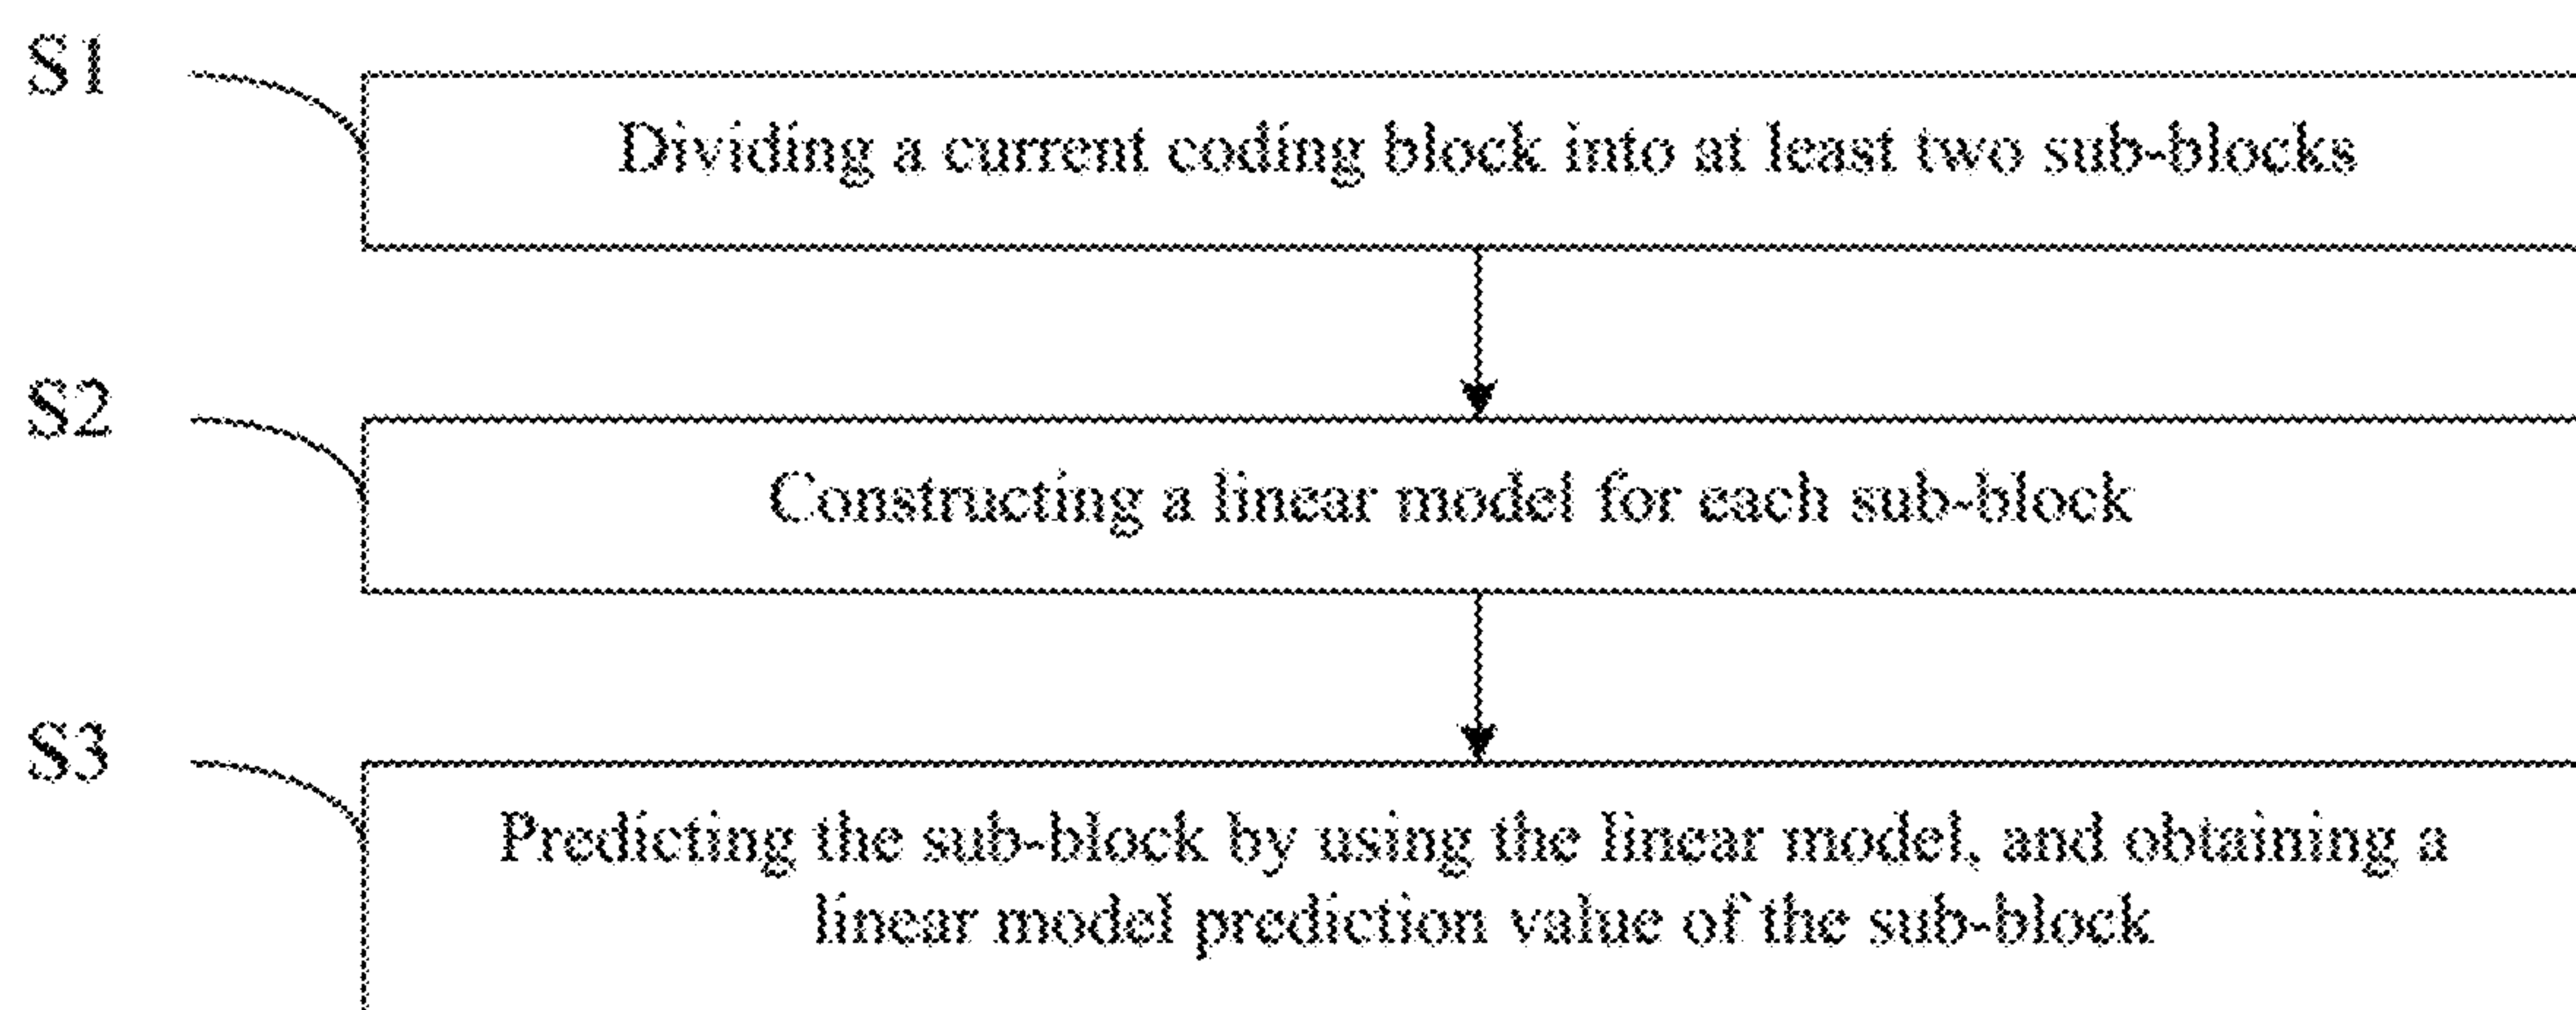 S1
Dividing a current coding block into at least two sub-blocks
S2
Constructing a linear model for each sub-block
S3
Predicting the sub-block by using the linear model, and obtaining a
linear model prediction value of the sub-block